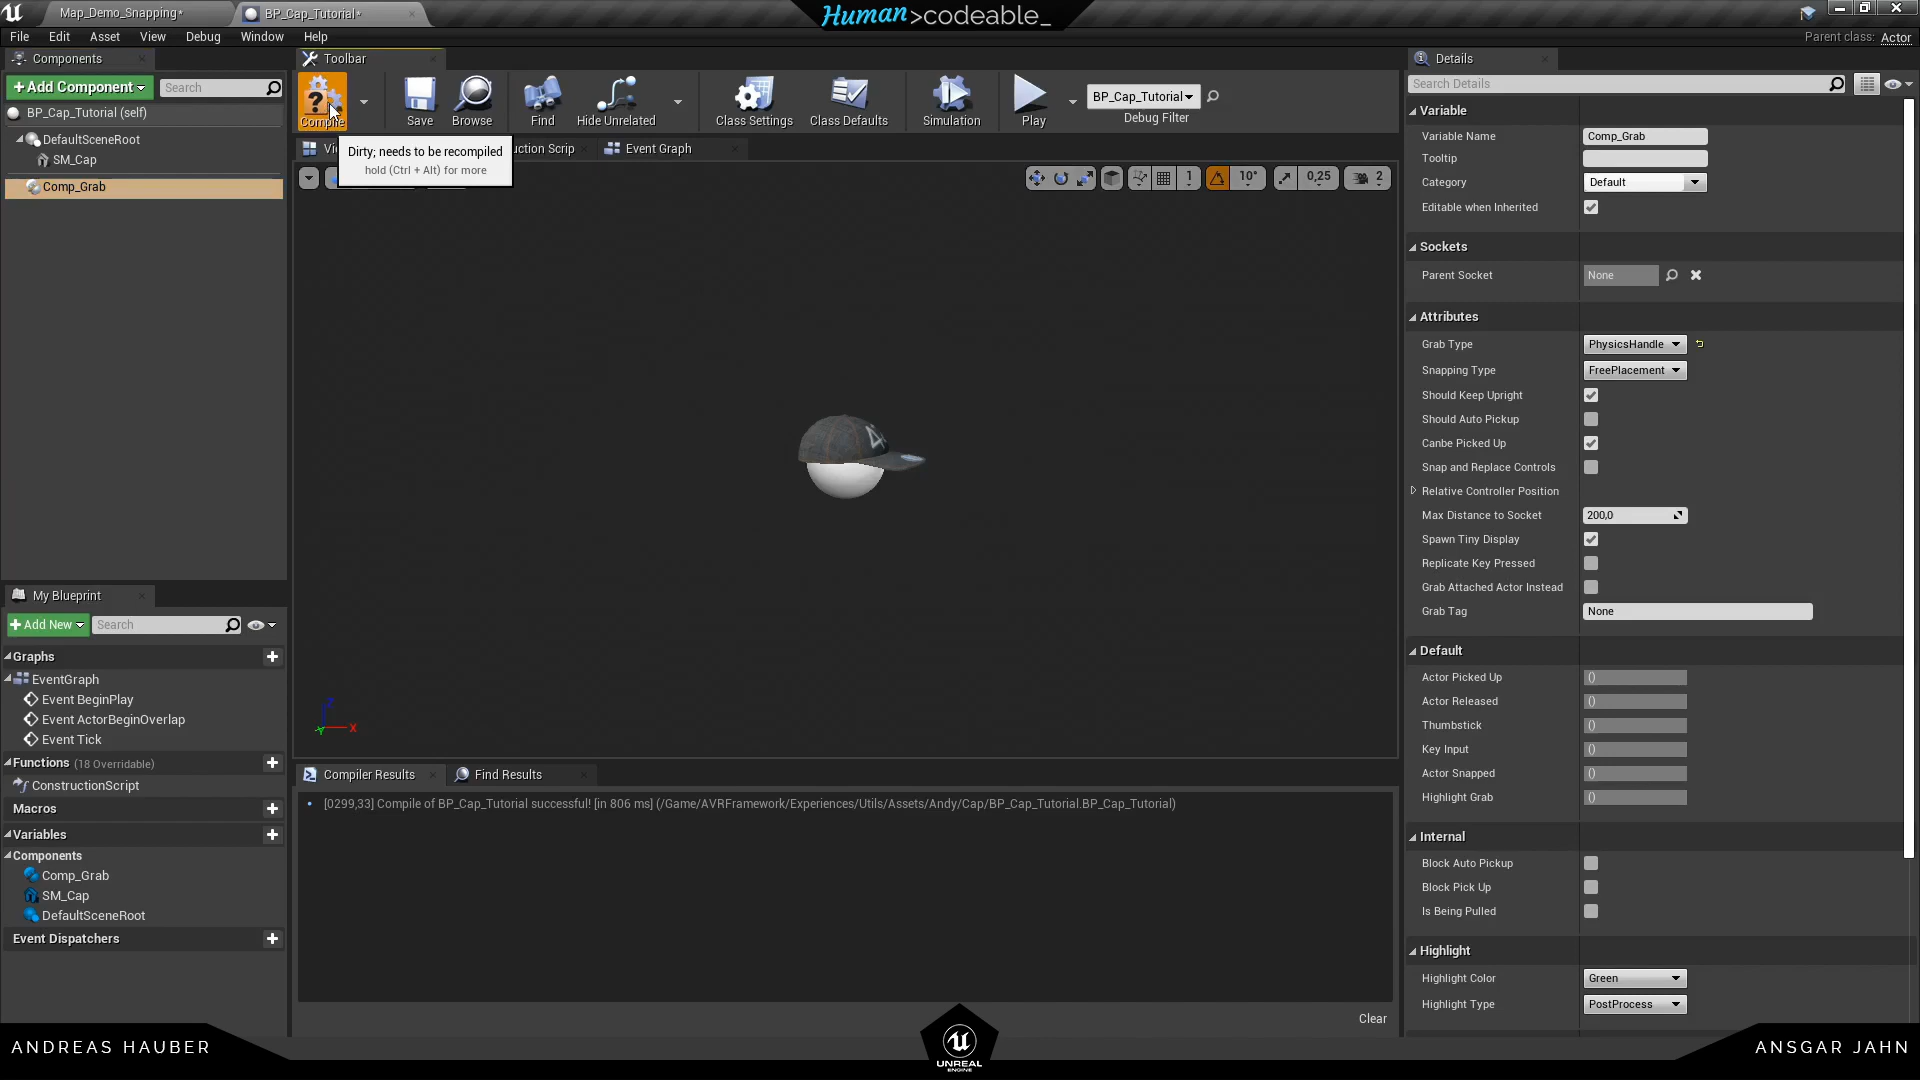 Map_Demo_Snapping*
BP_Cap_Tutorial*
Human>codeable_
File Edit Asset View Debug Window Help
Parent class: Actor
Components
Add Component
Search
BP_Cap_Tutorial (self)
DefaultSceneRoot
SM_Cap
Comp_Grab
Toolbar
Compile
Save
Browse
Find
Hide Unrelated
Class Settings
Class Defaults
Simulation
Play
BP_Cap_Tutorial
Debug Filter
uction Scrip
Event Graph
Dirty; needs to be recompiled
hold (Ctrl + Alt) for more
1
10°
0,25
2
X
My Blueprint
Add New
Search
Graphs
EventGraph
Event BeginPlay
Event ActorBeginOverlap
Event Tick
Functions (18 Overridable)
ConstructionScript
Macros
Variables
Components
Comp_Grab
SM_Cap
DefaultSceneRoot
Event Dispatchers
Compiler Results
Find Results
[0299,33] Compile of BP_Cap_Tutorial successful! [in 806 ms] (/Game/AVRFramework/Experiences/Utils/Assets/Andy/Cap/BP_Cap_Tutorial.BP_Cap_Tutorial)
Clear
Details
Search Details
Variable
Variable Name Comp_Grab
Tooltip
Category Default
Editable when Inherited
Sockets
Parent Socket None
Attributes
Grab Type PhysicsHandle
Snapping Type FreePlacement
Should Keep Upright
Should Auto Pickup
Canbe Picked Up
Snap and Replace Controls
Relative Controller Position
Max Distance to Socket 200,0
Spawn Tiny Display
Replicate Key Pressed
Grab Attached Actor Instead
Grab Tag None
Default
Actor Picked Up ()
Actor Released ()
Thumbstick ()
Key Input ()
Actor Snapped ()
Highlight Grab ()
Internal
Block Auto Pickup
Block Pick Up
Is Being Pulled
Highlight
Highlight Color Green
Highlight Type PostProcess
ANDREAS HAUBER
UNREAL
ENGINE
ANSGAR JAHN